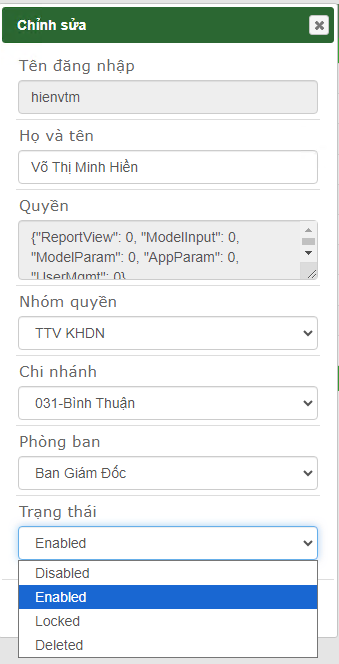 Chỉnh sửa
Tên đăng nhập
hienvtm
Họ và tên
Võ Thị Minh Hiền
Quyền
{"ReportView": 0, "ModelInput": 0,
"ModelParam": 0, "AppParam": 0,
"UserMgmt": 0}
Nhóm quyền
TTV KHDN
Chi nhánh
031-Bình Thuận
Phòng ban
Ban Giám Đốc
Trạng thái
Enabled
Disabled
Enabled
Locked
Deleted